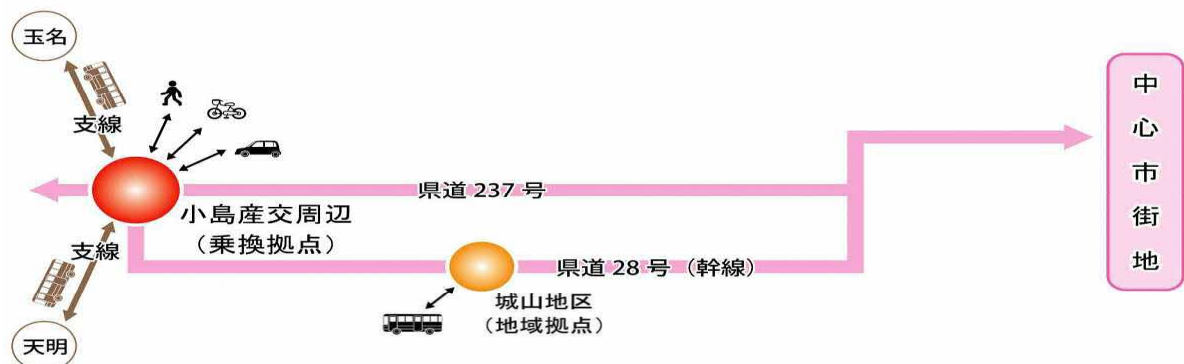 玉名
支線
県道 237 号
小島産交周辺
（乗換拠点）
支線
県道 28 号（幹線）
城山地区
（地域拠点）
天明
中心市街地